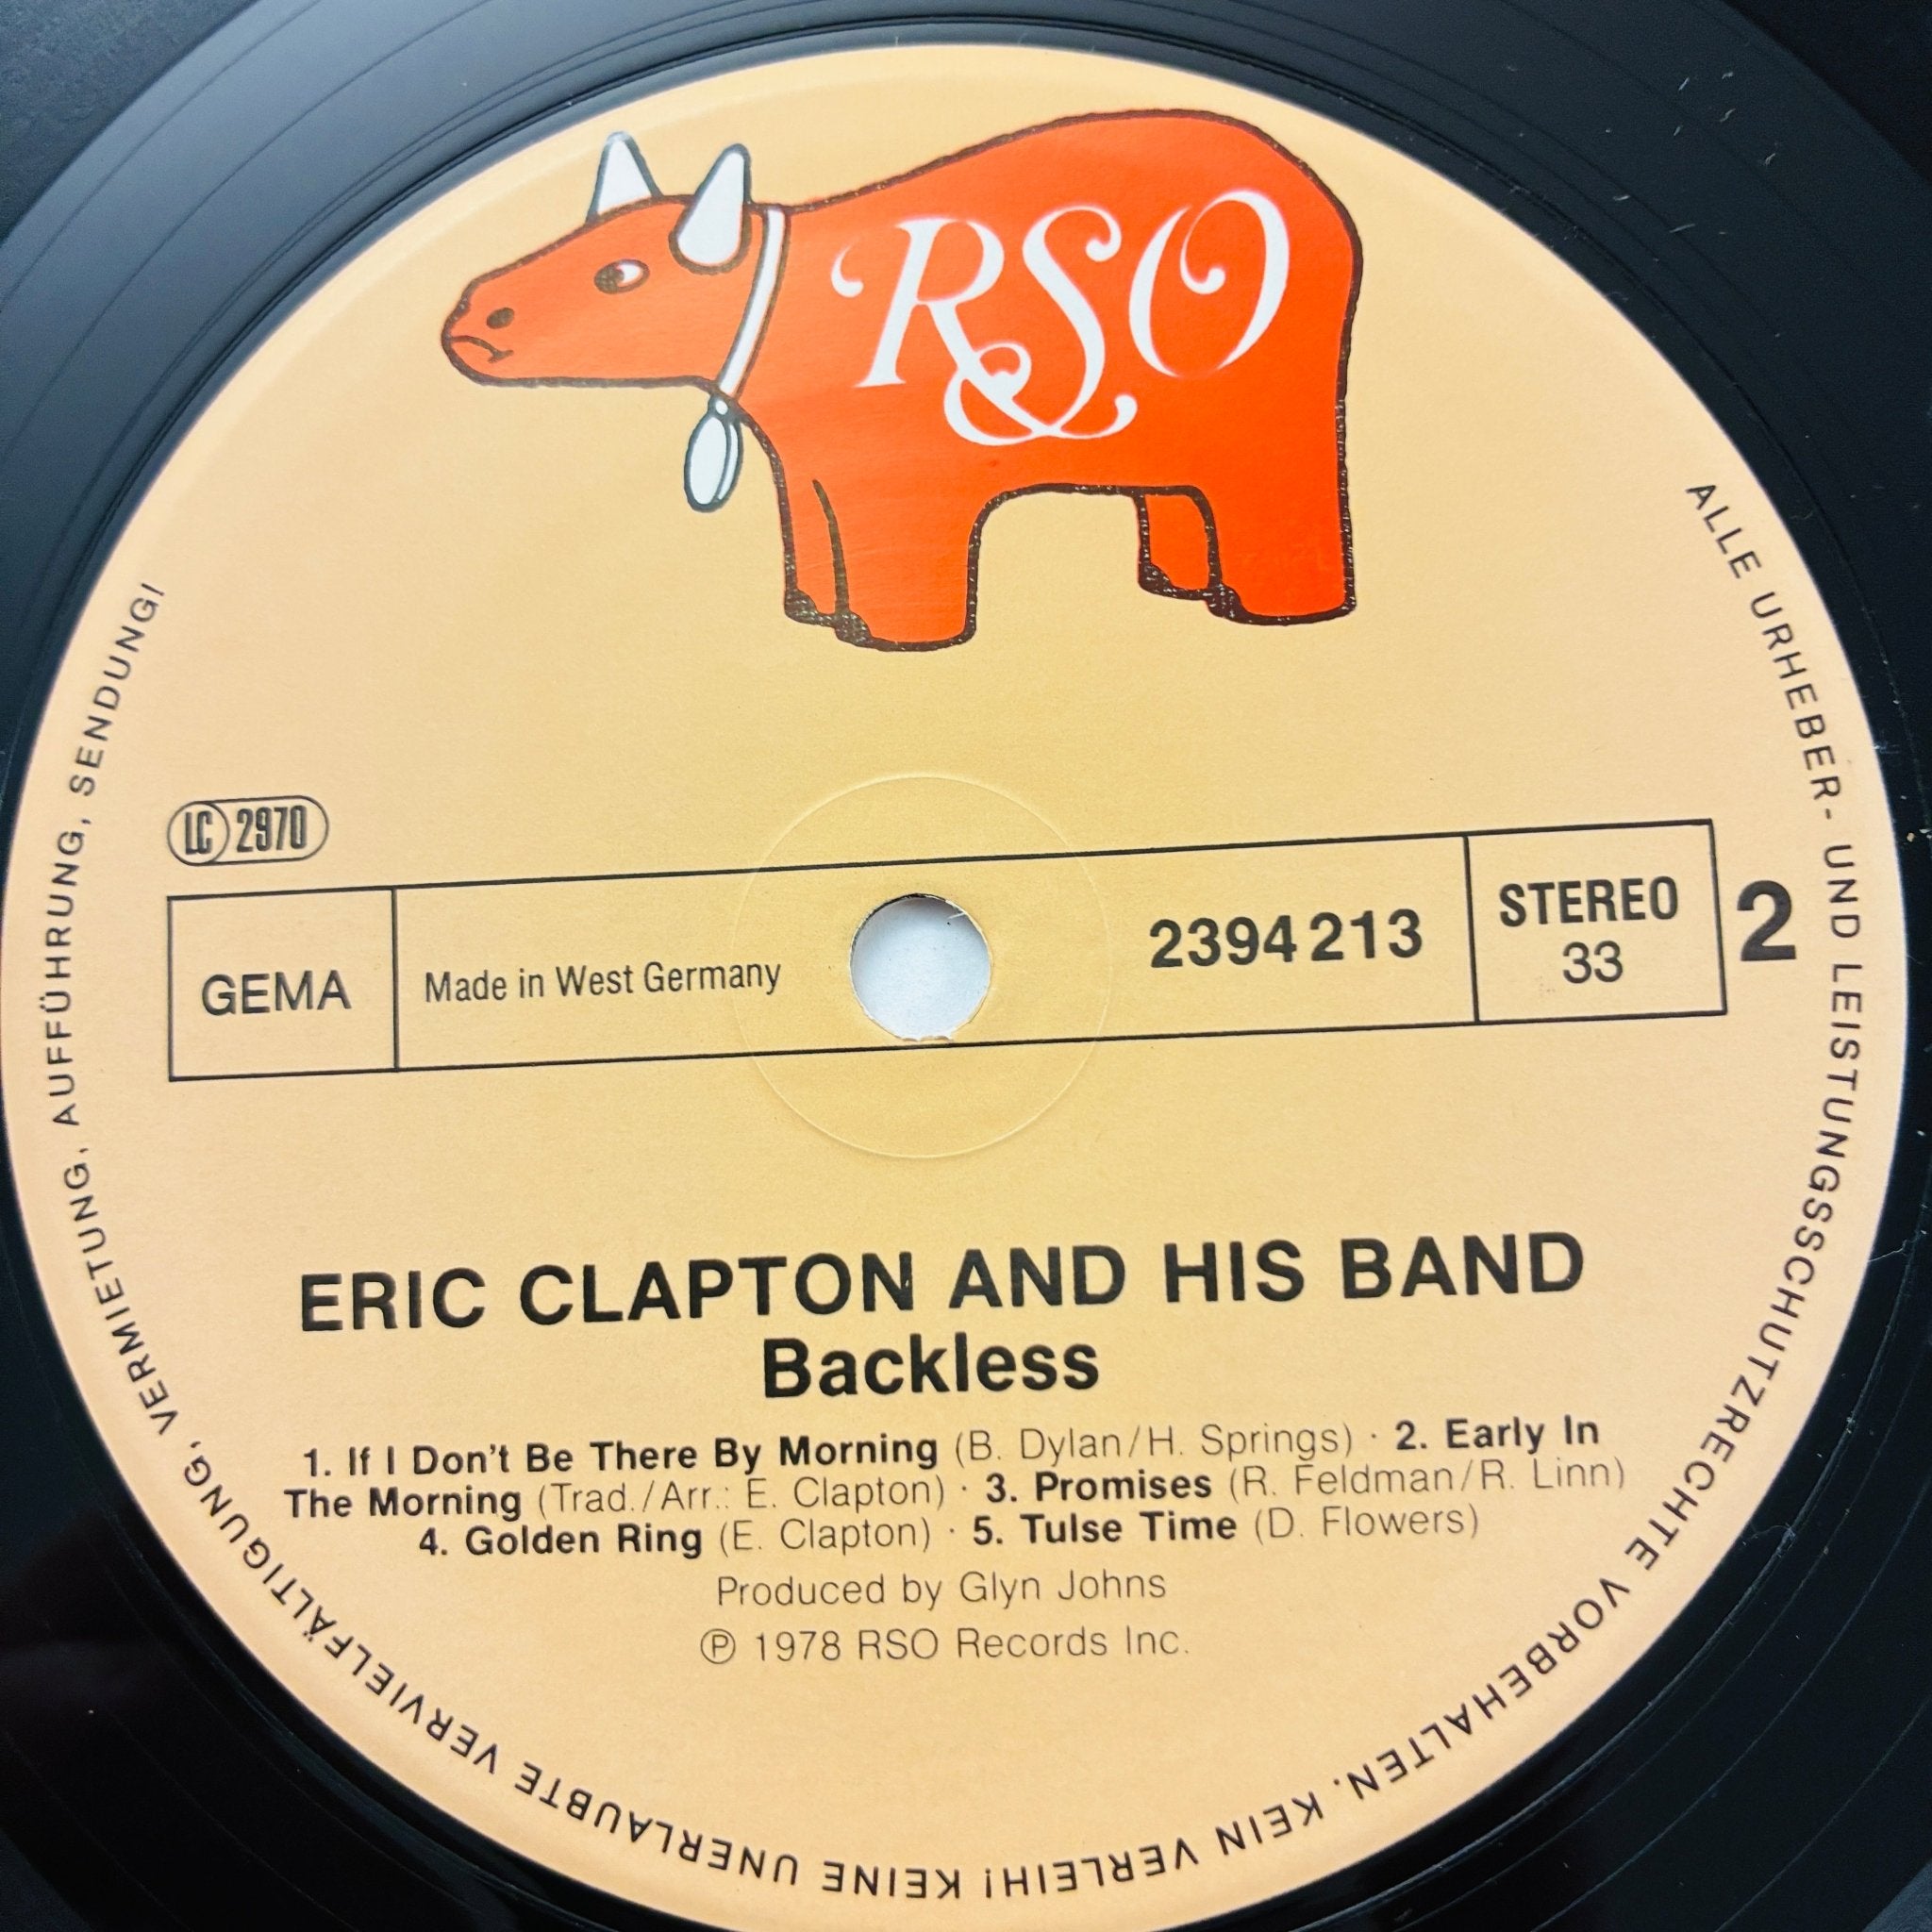 RSO
LC 2970
GEMA
Made in West Germany
2394 213
STEREO
33
2
ERIC CLAPTON AND HIS BAND
Backless
1. If I Don't Be There By Morning (B. Dylan/H. Springs) · 2. Early In
The Morning (Trad./Arr.: E. Clapton) · 3. Promises (R. Feldman/R. Linn)
4. Golden Ring (E. Clapton) · 5. Tulse Time (D. Flowers)
Produced by Glyn Johns
℗ 1978 RSO Records Inc.
ALLE URHEBER- UND LEISTUNGSSCHUTZRECHTE VORBEHALTEN. KEIN VERLEIH! KEINE UNERLAUBTE VERVIELFÄLTIGUNG, VERMIETUNG, AUFFÜHRUNG, SENDUNG!